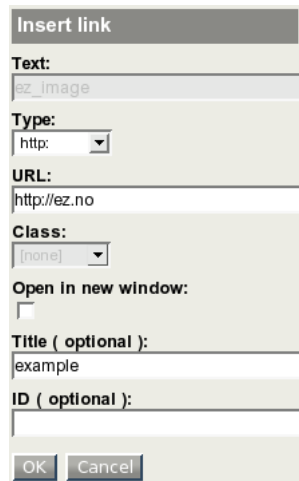 Insert link
Text:
ez_image
Type:
http:
URL:
http://ez.no
Class:
[none]
Open in new window:
Title ( optional ):
example
ID ( optional ):
OK Cancel